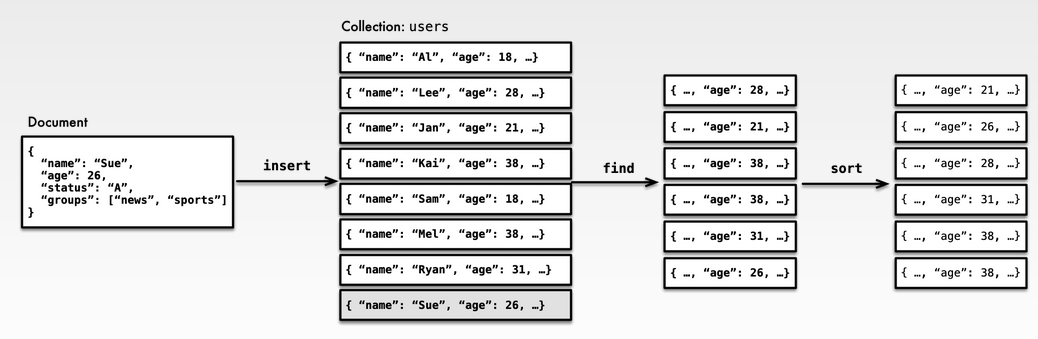 Collection: users
{ “name”: “Al”, “age”: 18, …}
{ “name”: “Lee”, “age”: 28, …}
{ “name”: “Jan”, “age”: 21, …}
{ “name”: “Kai”, “age”: 38, …}
{ “name”: “Sam”, “age”: 18, …}
{ “name”: “Mel”, “age”: 38, …}
{ “name”: “Ryan”, “age”: 31, …}
{ “name”: “Sue”, “age”: 26, …}
Document
{
“name”: “Sue”,
“age”: 26,
“status”: “A”,
“groups”: [“news”, “sports”]
}
insert
find
{ …, “age”: 28, …}
{ …, “age”: 21, …}
{ …, “age”: 38, …}
{ …, “age”: 38, …}
{ …, “age”: 31, …}
{ …, “age”: 26, …}
sort
{ …, “age”: 21, …}
{ …, “age”: 26, …}
{ …, “age”: 28, …}
{ …, “age”: 31, …}
{ …, “age”: 38, …}
{ …, “age”: 38, …}